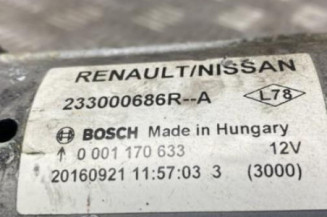 RENAULT/NISSAN
233000686R--A
L78
BOSCH Made in Hungary
0 001 170 633 12V
20160921 11:57:03 3 (3000)